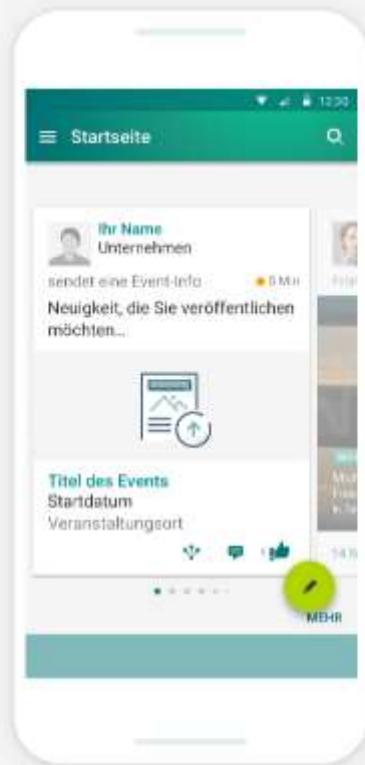 12:30
Startseite
Ihr Name
Unternehmen
sendet eine Event-Info
Neuigkeit, die Sie veröffentlichen
möchten...
Titel des Events
Startdatum
Veranstaltungsort
MEHR